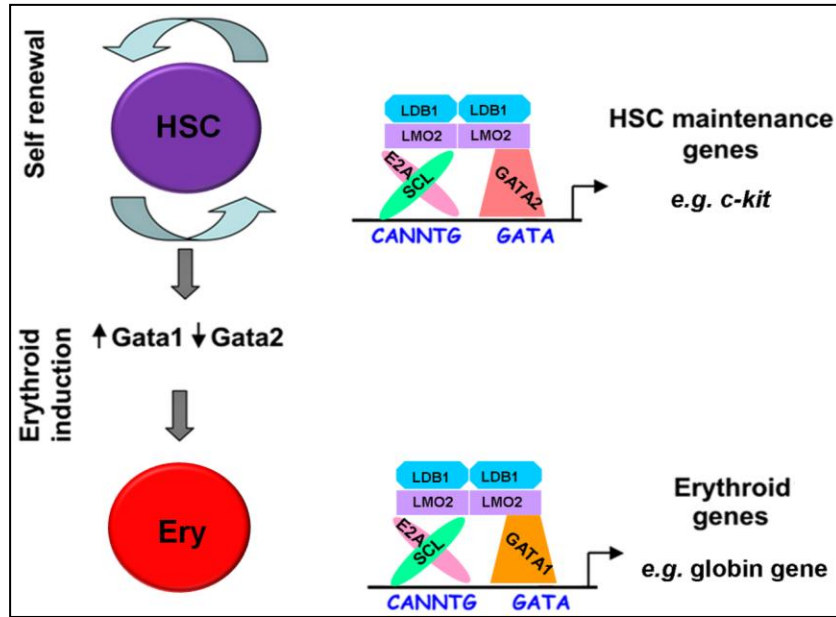 Self renewal
HSC
LDB1 LDB1
LMO2 LMO2
E2A
SCL
GATA2
CANNTG GATA
HSC maintenance
genes
e.g. c-kit
Erythroid
induction
↑ Gata1 ↓ Gata2
Ery
LDB1 LDB1
LMO2 LMO2
E2A
SCL
GATA1
CANNTG GATA
Erythroid
genes
e.g. globin gene